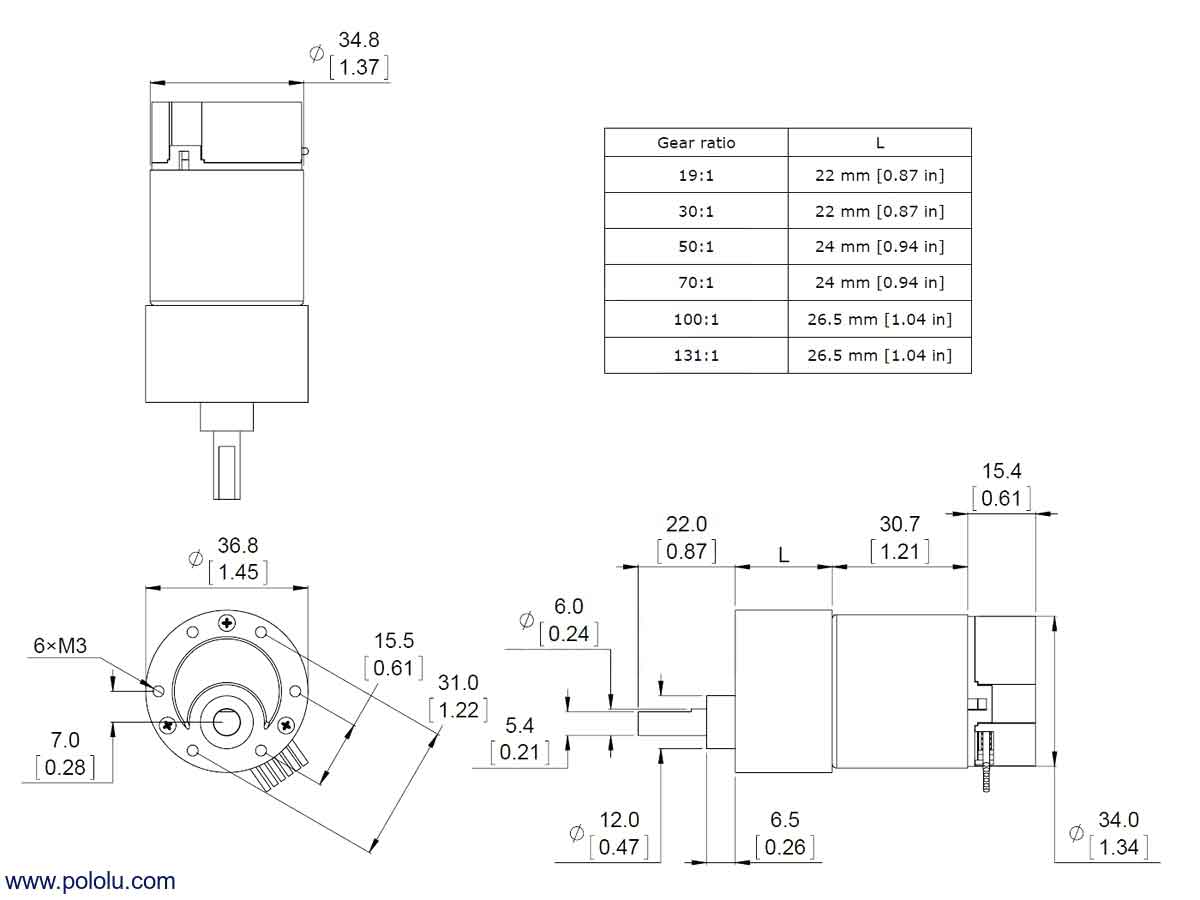 ⌀ 34.8
[1.37]
Gear ratio L
19:1 22 mm [0.87 in]
30:1 22 mm [0.87 in]
50:1 24 mm [0.94 in]
70:1 24 mm [0.94 in]
100:1 26.5 mm [1.04 in]
131:1 26.5 mm [1.04 in]
15.4
[0.61]
22.0
[0.87]
L
30.7
[1.21]
⌀ 36.8
[1.45]
⌀ 6.0
[0.24]
6×M3
15.5
[0.61]
31.0
[1.22]
5.4
[0.21]
7.0
[0.28]
⌀ 12.0
[0.47]
6.5
[0.26]
⌀ 34.0
[1.34]
www.pololu.com